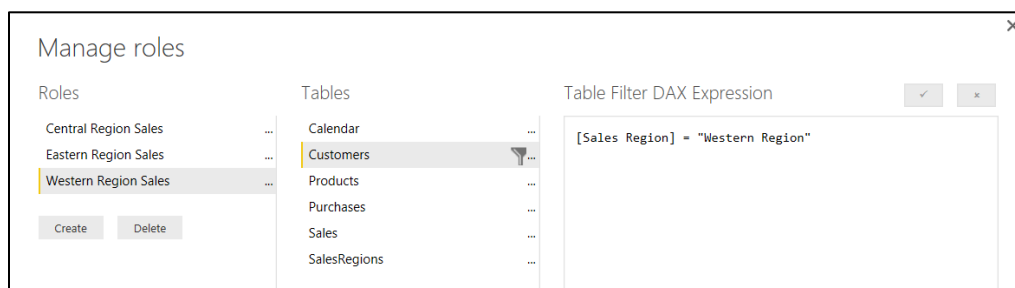 Manage roles
Roles
Central Region Sales ...
Eastern Region Sales ...
Western Region Sales ...
Create Delete
Tables
Calendar ...
Customers ...
Products ...
Purchases ...
Sales ...
SalesRegions ...
Table Filter DAX Expression
[Sales Region] = "Western Region"